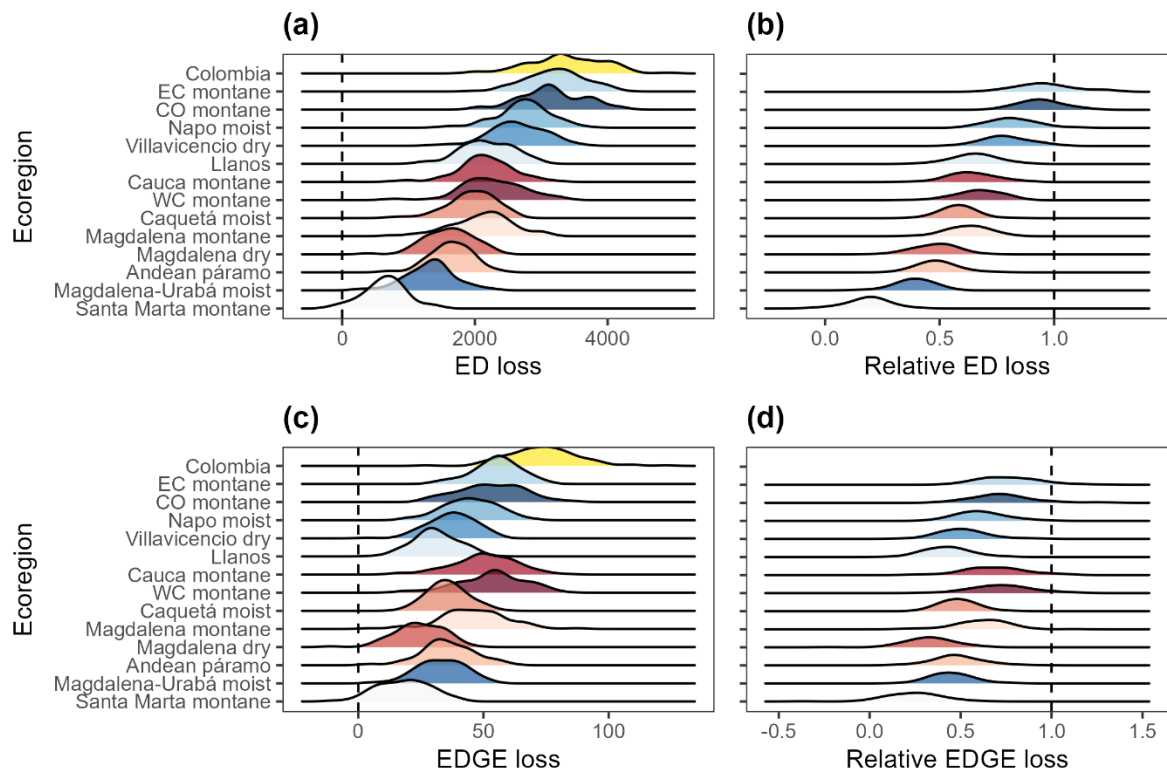 (a)
(b)
Ecoregion
Colombia
EC montane
CO montane
Napo moist
Villavicencio dry
Llanos
Cauca montane
WC montane
Caquetá moist
Magdalena montane
Magdalena dry
Andean páramo
Magdalena-Urabá moist
Santa Marta montane
0 2000 4000
ED loss
0.0 0.5 1.0
Relative ED loss
(c)
(d)
Ecoregion
Colombia
EC montane
CO montane
Napo moist
Villavicencio dry
Llanos
Cauca montane
WC montane
Caquetá moist
Magdalena montane
Magdalena dry
Andean páramo
Magdalena-Urabá moist
Santa Marta montane
0 50 100
EDGE loss
-0.5 0.0 0.5 1.0 1.5
Relative EDGE loss